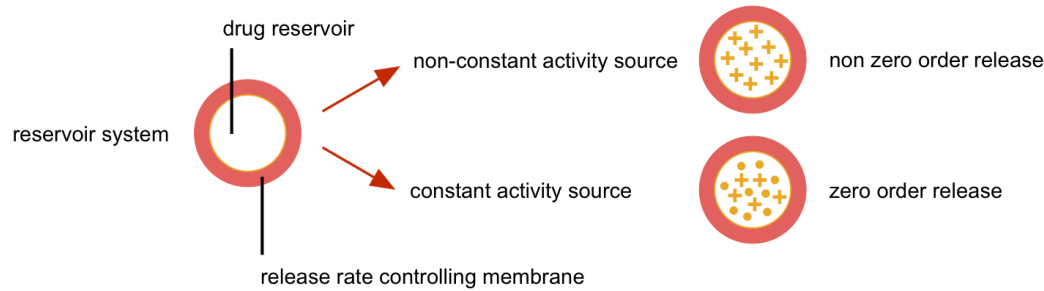 drug reservoir
non-constant activity source
non zero order release
reservoir system
constant activity source
zero order release
release rate controlling membrane